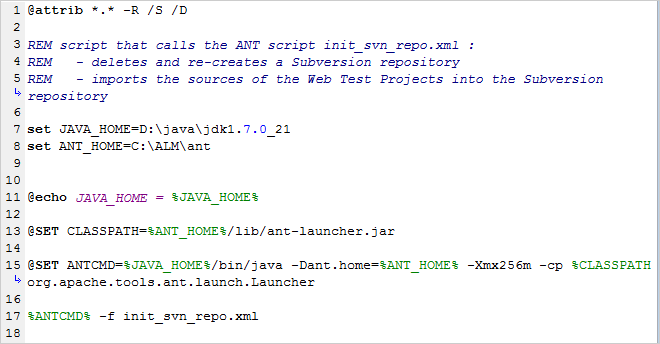 1 @attrib *.* -R /S /D
2
3 REM script that calls the ANT script init_svn_repo.xml :
4 REM   - deletes and re-creates a Subversion repository
5 REM   - imports the sources of the Web Test Projects into the Subversion
repository
6
7 set JAVA_HOME=D:\java\jdk1.7.0_21
8 set ANT_HOME=C:\ALM\ant
9
10
11 @echo JAVA_HOME = %JAVA_HOME%
12
13 @SET CLASSPATH=%ANT_HOME%/lib/ant-launcher.jar
14
15 @SET ANTCMD=%JAVA_HOME%/bin/java -Dant.home=%ANT_HOME% -Xmx256m -cp %CLASSPATH
org.apache.tools.ant.launch.Launcher
16
17 %ANTCMD% -f init_svn_repo.xml
18